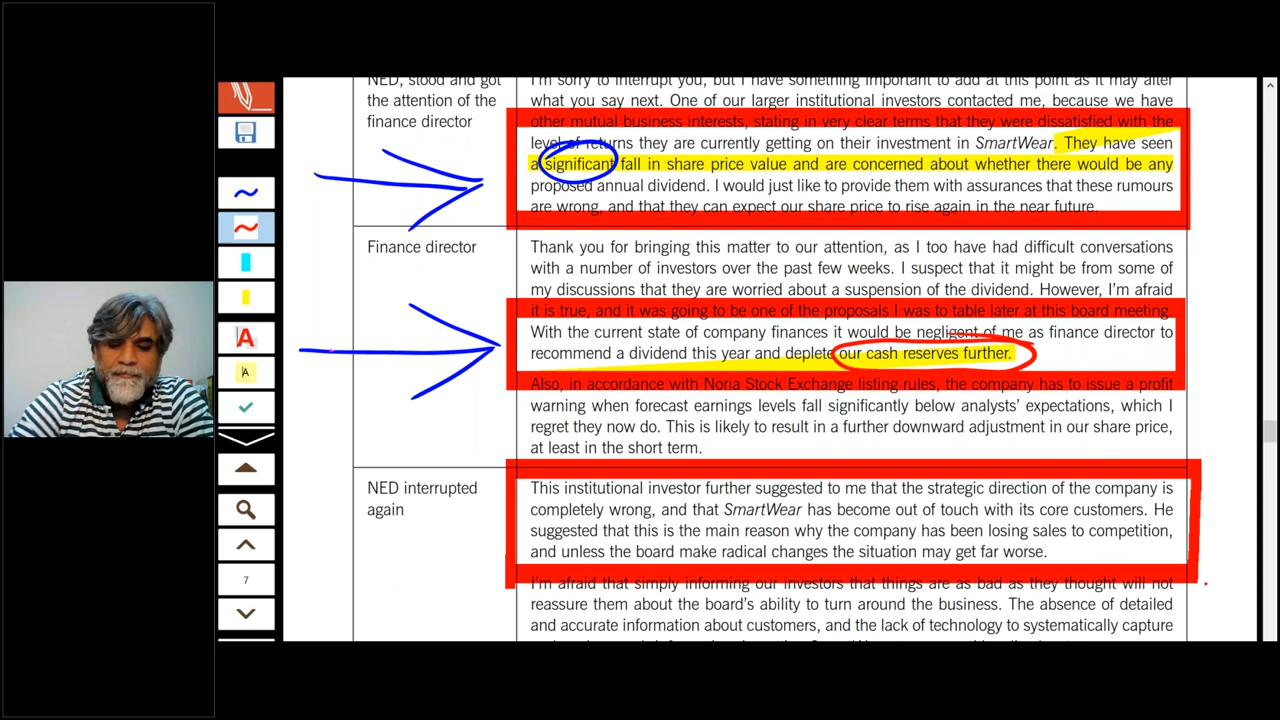 NED, stood and got
the attention of the
finance director
I'm sorry to interrupt you, but I have something important to add at this point as it may alter
what you say next. One of our larger institutional investors contacted me, because we have
other mutual business interests, stating in very clear terms that they were dissatisfied with the
level of returns they are currently getting on their investment in SmartWear. They have seen
a significant fall in share price value and are concerned about whether there would be any
proposed annual dividend. I would just like to provide them with assurances that these rumours
are wrong, and that they can expect our share price to rise again in the near future.
Finance director
Thank you for bringing this matter to our attention, as I too have had difficult conversations
with a number of investors over the past few weeks. I suspect that it might be from some of
my discussions that they are worried about a suspension of the dividend. However, I'm afraid
it is true, and it was going to be one of the proposals I was to table later at this board meeting.
With the current state of company finances it would be negligent of me as finance director to
recommend a dividend this year and deplete our cash reserves further.
Also, in accordance with Noria Stock Exchange listing rules, the company has to issue a profit
warning when forecast earnings levels fall significantly below analysts' expectations, which I
regret they now do. This is likely to result in a further downward adjustment in our share price,
at least in the short term.
NED interrupted
again
This institutional investor further suggested to me that the strategic direction of the company is
completely wrong, and that SmartWear has become out of touch with its core customers. He
suggested that this is the main reason why the company has been losing sales to competition,
and unless the board make radical changes the situation may get far worse.
I'm afraid that simply informing our investors that things are as bad as they thought will not
reassure them about the board's ability to turn around the business. The absence of detailed
and accurate information about customers, and the lack of technology to systematically capture
A
A
7